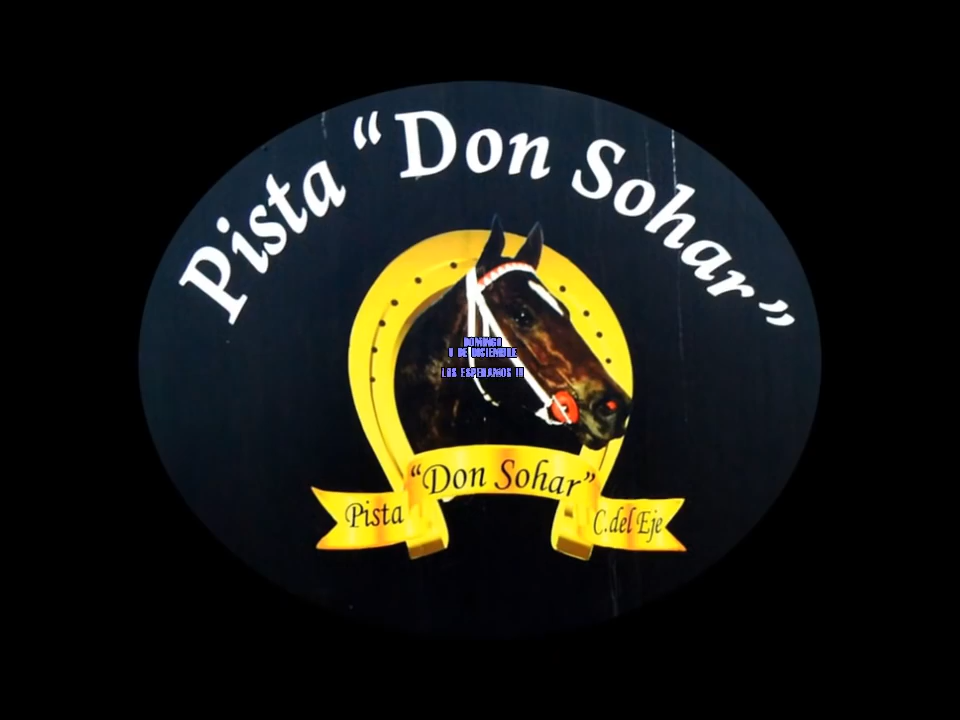 Pista “Don Sohar”
DOMINGO
DE DICIEMBRE
LOS ESPERAMOS
“Don Sohar”
Pista
C.del Eje